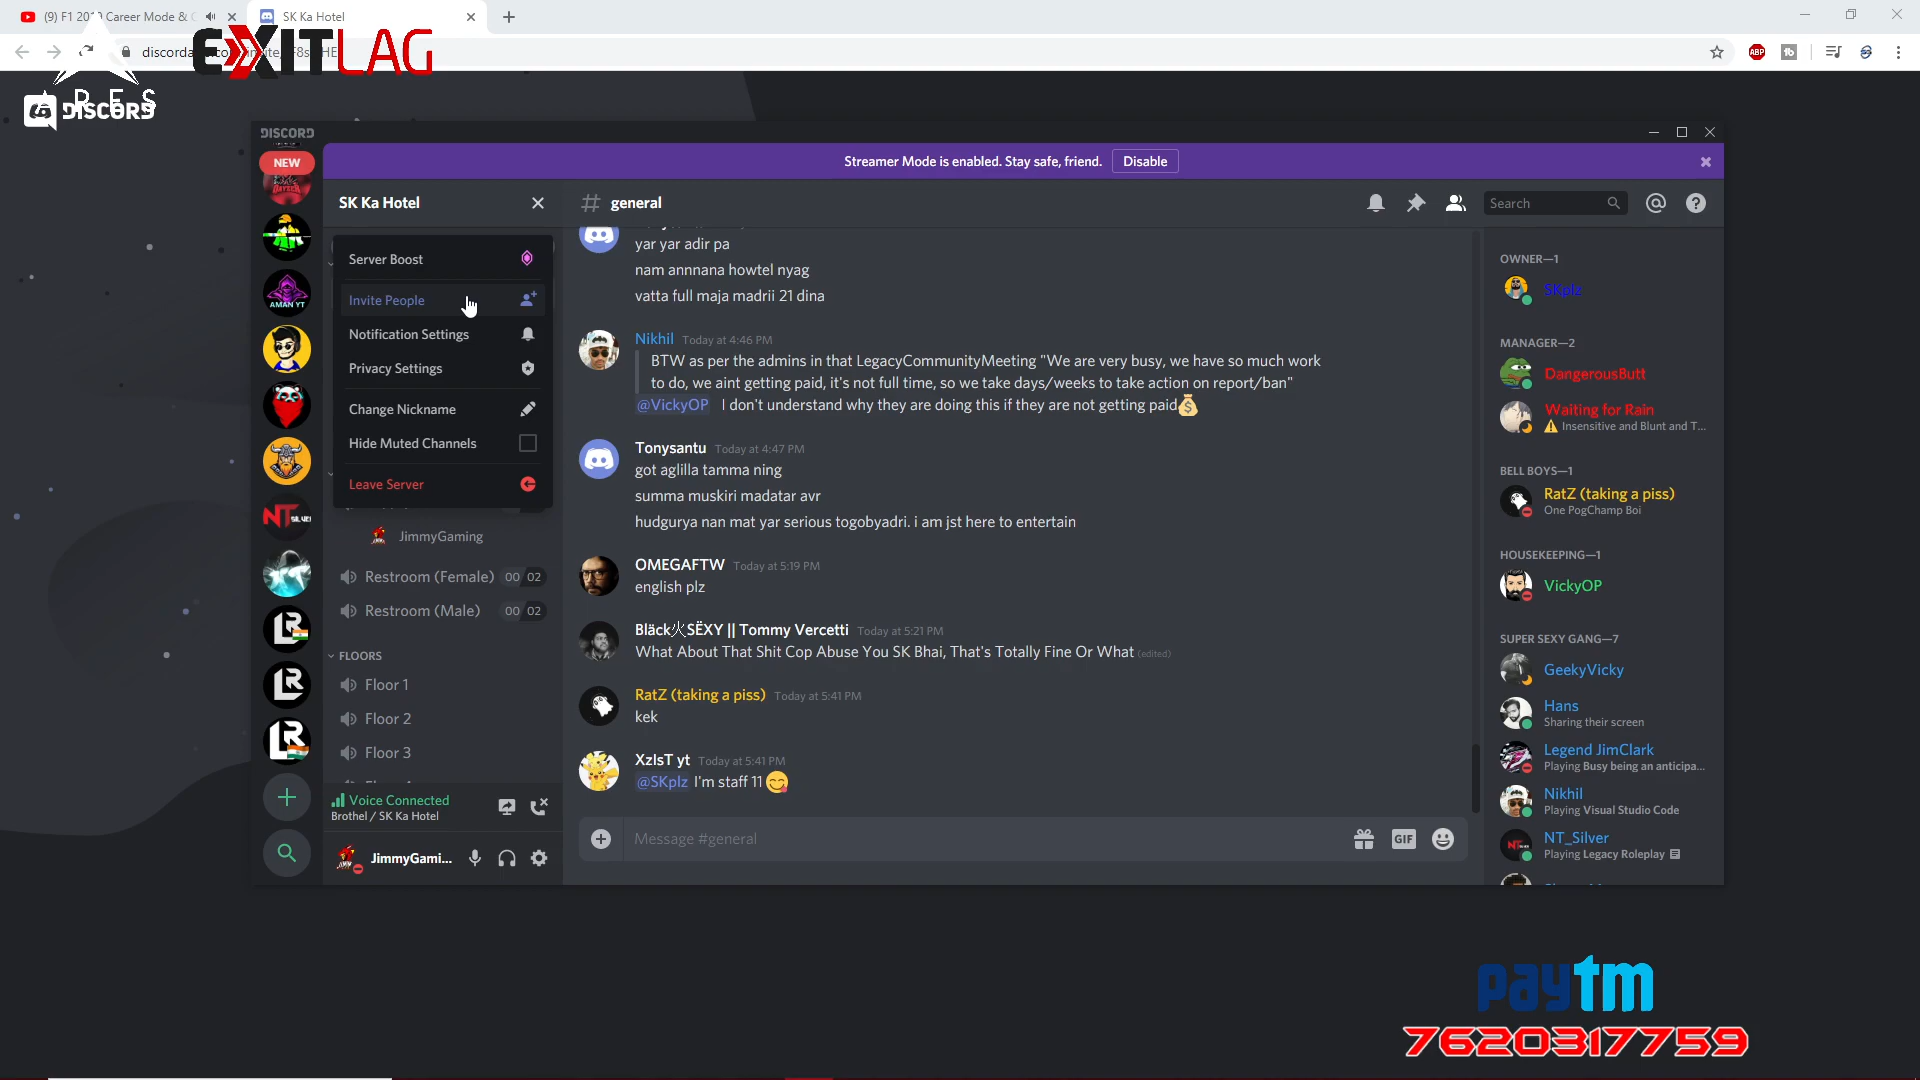 (9) F1 2019 Career Mode &
SK Ka Hotel
EXITLAG
ABP
ARES
DISCORD
DISCORD
NEW
Streamer Mode is enabled. Stay safe, friend.
Disable
SK Ka Hotel
general
Search
Server Boost
Invite People
Notification Settings
Privacy Settings
Change Nickname
Hide Muted Channels
Leave Server
AMAN YT
NT
JimmyGaming
Restroom (Female) 00 02
Restroom (Male) 00 02
FLOORS
Floor 1
Floor 2
Floor 3
Voice Connected
Brothel / SK Ka Hotel
JimmyGami...
yar yar adir pa
nam annnana howtel nyag
vatta full maja madrii 21 dina
Nikhil Today at 4:46 PM
BTW as per the admins in that LegacyCommunityMeeting "We are very busy, we have so much work
to do, we aint getting paid, it's not full time, so we take days/weeks to take action on report/ban"
@VickyOP I don't understand why they are doing this if they are not getting paid
Tonysantu Today at 4:47 PM
got aglilla tamma ning
summa muskiri madatar avr
hudgurya nan mat yar serious togobyadri. i am jst here to entertain
OMEGAFTW Today at 5:19 PM
english plz
Bläck火SËXY || Tommy Vercetti Today at 5:21 PM
What About That Shit Cop Abuse You SK Bhai, That's Totally Fine Or What (edited)
RatZ (taking a piss) Today at 5:41 PM
kek
XzIsT yt Today at 5:41 PM
@SKplz I'm staff 11
Message #general
GIF
OWNER—1
SKplz
MANAGER—2
DangerousButt
Waiting for Rain
Insensitive and Blunt and T...
BELL BOYS—1
RatZ (taking a piss)
One PogChamp Boi
HOUSEKEEPING—1
VickyOP
SUPER SEXY GANG—7
GeekyVicky
Hans
Sharing their screen
Legend JimClark
Playing Busy being an anticipa...
Nikhil
Playing Visual Studio Code
NT_Silver
Playing Legacy Roleplay
paytm
7620317759